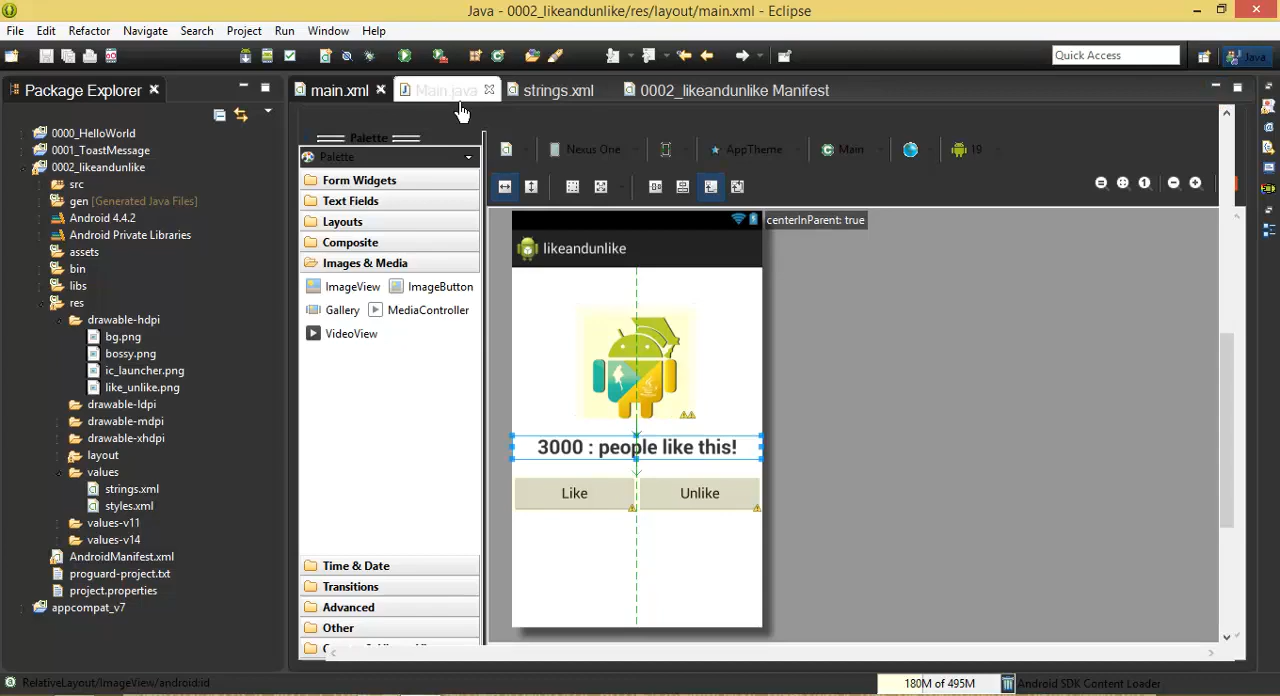 Java - 0002_likeandunlike/res/layout/main.xml - Eclipse
File Edit Refactor Navigate Search Project Run Window Help
Quick Access
Java
Package Explorer
main.xml
Main.java
strings.xml
0002_likeandunlike Manifest
0000_HelloWorld
0001_ToastMessage
0002_likeandunlike
src
gen [Generated Java Files]
Android 4.4.2
Android Private Libraries
assets
bin
libs
res
drawable-hdpi
bg.png
bossy.png
ic_launcher.png
like_unlike.png
drawable-ldpi
drawable-mdpi
drawable-xhdpi
layout
values
strings.xml
styles.xml
values-v11
values-v14
AndroidManifest.xml
proguard-project.txt
project.properties
appcompat_v7
Palette
Palette
Form Widgets
Text Fields
Layouts
Composite
Images & Media
ImageView
ImageButton
Gallery
MediaController
VideoView
Time & Date
Transitions
Advanced
Other
Nexus One
AppTheme
Main
19
centerInParent: true
likeandunlike
3000 : people like this!
Like
Unlike
RelativeLayout/ImageView/android:id
180M of 495M
Android SDK Content Loader